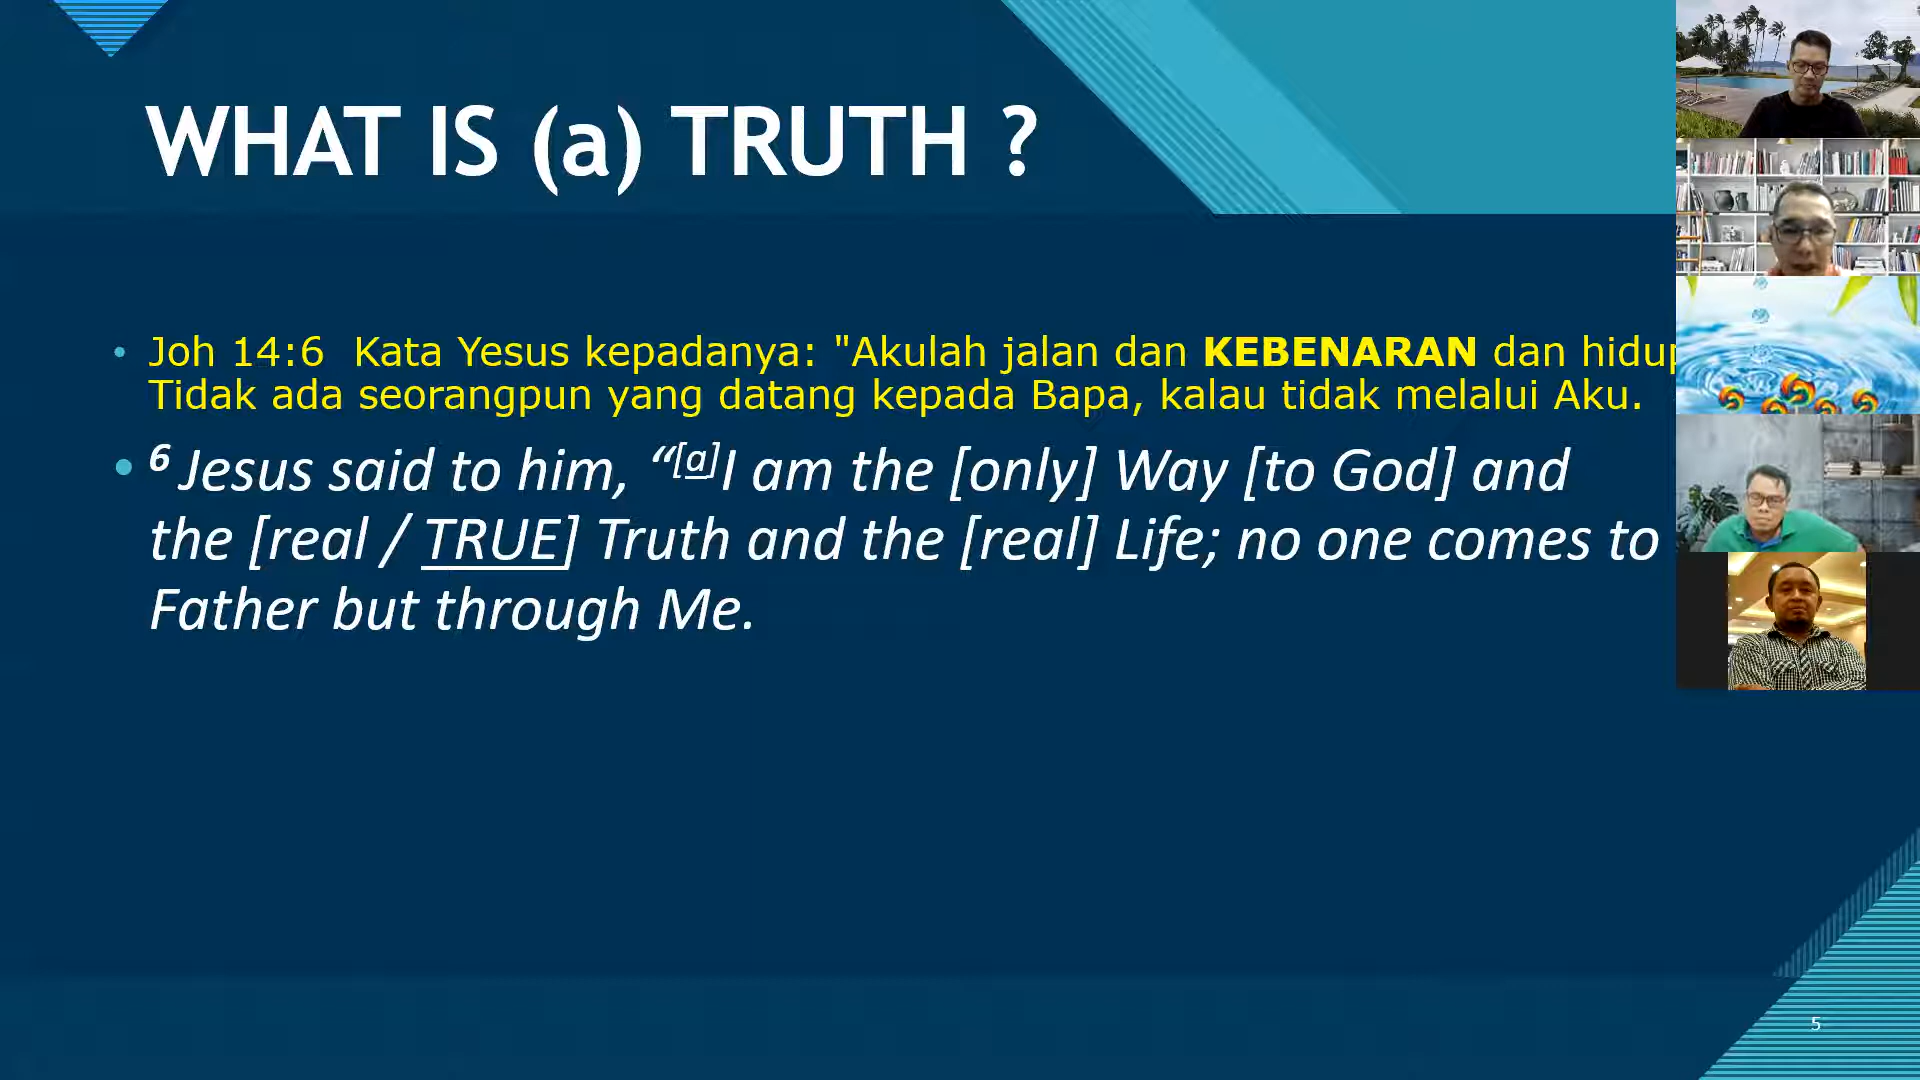 WHAT IS (a) TRUTH ?
• Joh 14:6  Kata Yesus kepadanya: "Akulah jalan dan KEBENARAN dan hidup
Tidak ada seorangpun yang datang kepada Bapa, kalau tidak melalui Aku.
• 6 Jesus said to him, “[a]I am the [only] Way [to God] and
the [real / TRUE] Truth and the [real] Life; no one comes to
Father but through Me.
5